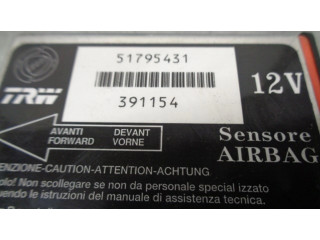 51795431
TRW
12V
391154
AVANTI DEVANT
FORWARD VORNE
Sensore
AIRBAG
ENZIONE-CAUTION-ATTENTION-ACHTUNG
Non scollegare se non da personale special izzato
uendo le istruzioni del manuale di assistenza tecnica.